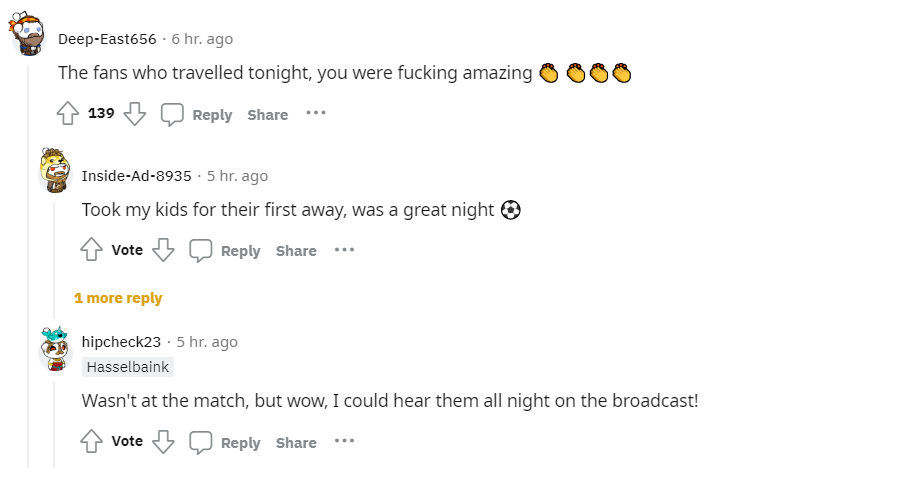 Deep-East656 · 6 hr. ago
The fans who travelled tonight, you were fucking amazing 👏 👏👏👏
139 Reply Share ···
Inside-Ad-8935 · 5 hr. ago
Took my kids for their first away, was a great night ⚽
Vote Reply Share ···
1 more reply
hipcheck23 · 5 hr. ago
Hasselbaink
Wasn't at the match, but wow, I could hear them all night on the broadcast!
Vote Reply Share ···